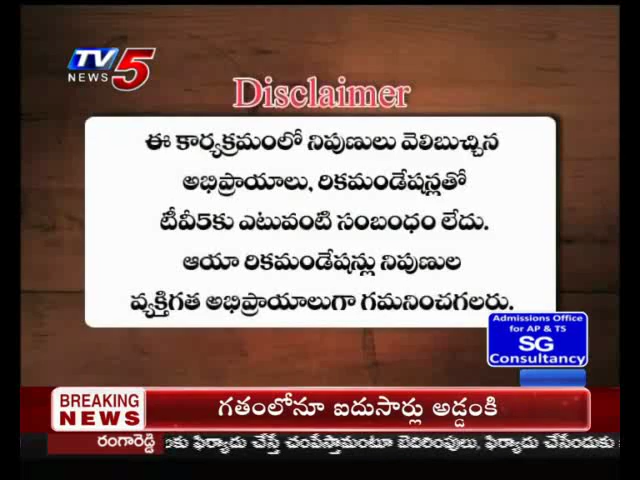 TV5
NEWS
Disclaimer
ఈ కార్యక్రమంలో నిపుణులు వెలిబుచ్చిన
అభిప్రాయాలు, రికమండేషన్లతో
టీవీ5కు ఎటువంటి సంబంధం లేదు.
ఆయా రికమండేషన్లు నిపుణుల
వ్యక్తిగత అభిప్రాయాలుగా గమనించగలరు.
Admissions Office
for AP & TS
SG
Consultancy
BREAKING
NEWS
గతంలోనూ ఐదుసార్లు అడ్డంకి
రంగారెడ్డి
ఫిర్యాదు చేస్తే చంపేస్తామంటూ బెదిరింపులు, ఫిర్యాదు చేసేందుకు